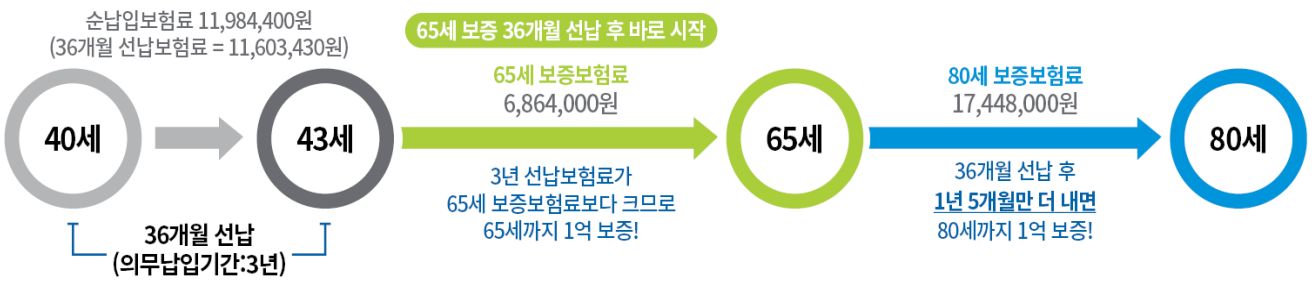 순납입보험료 11,984,400원
(36개월 선납보험료 = 11,603,430원)
40세
43세
36개월 선납
(의무납입기간:3년)
65세 보증 36개월 선납 후 바로 시작
65세 보증보험료
6,864,000원
3년 선납보험료가
65세 보증보험료보다 크므로
65세까지 1억 보증!
65세
80세 보증보험료
17,448,000원
36개월 선납 후
1년 5개월만 더 내면
80세까지 1억 보증!
80세